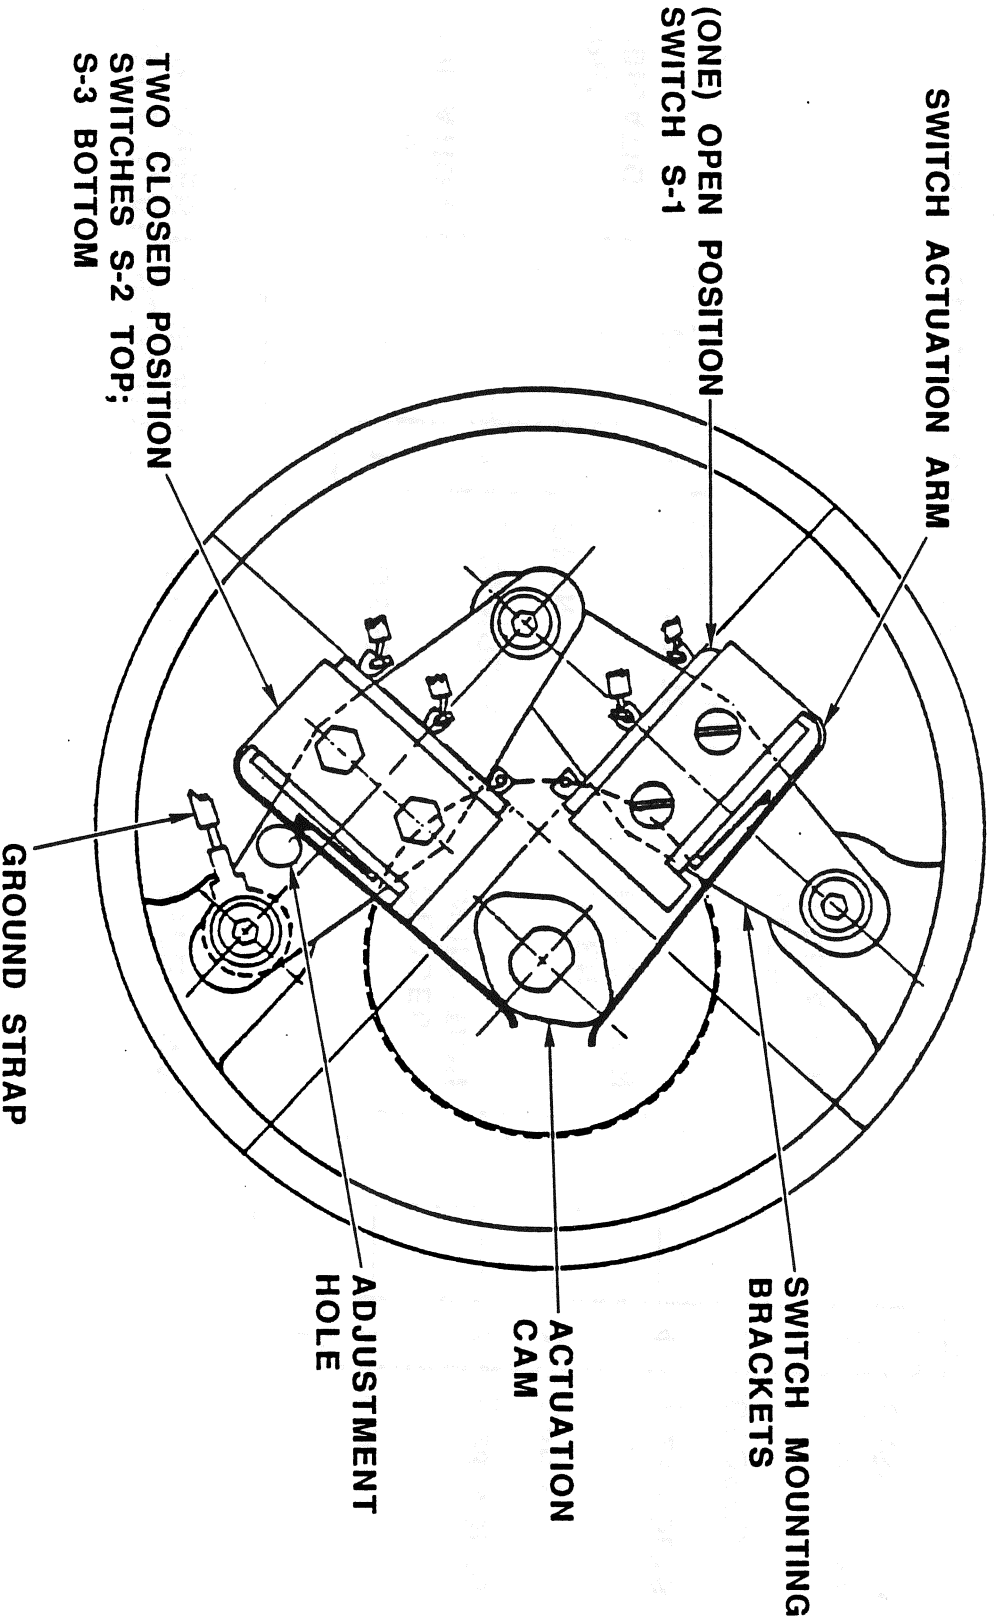 SWITCH ACTUATION ARM
(ONE) OPEN POSITION
SWITCH S-1
TWO CLOSED POSITION
SWITCHES S-2 TOP;
S-3 BOTTOM
SWITCH MOUNTING
BRACKETS
ACTUATION
CAM
ADJUSTMENT
HOLE
GROUND STRAP